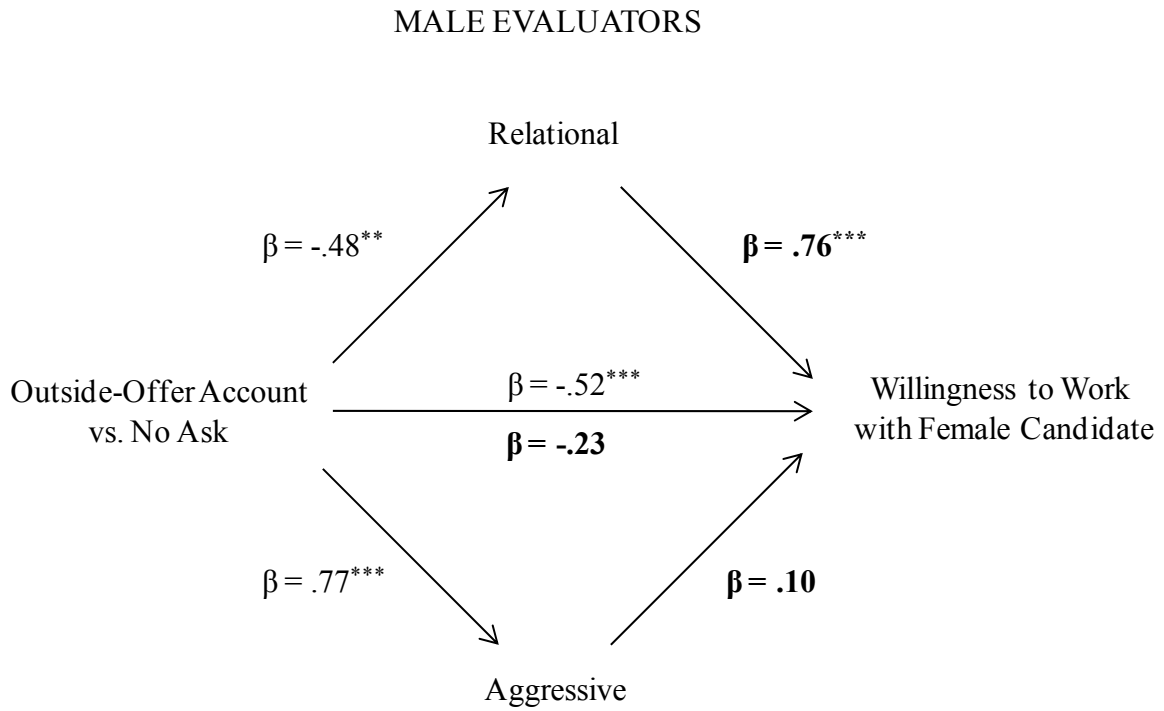 MALE EVALUATORS
Relational
β = -.48**
β = .76***
Outside-Offer Account
vs. No Ask
β = -.52***
β = -.23
Willingness to Work
with Female Candidate
β = .77***
β = .10
Aggressive